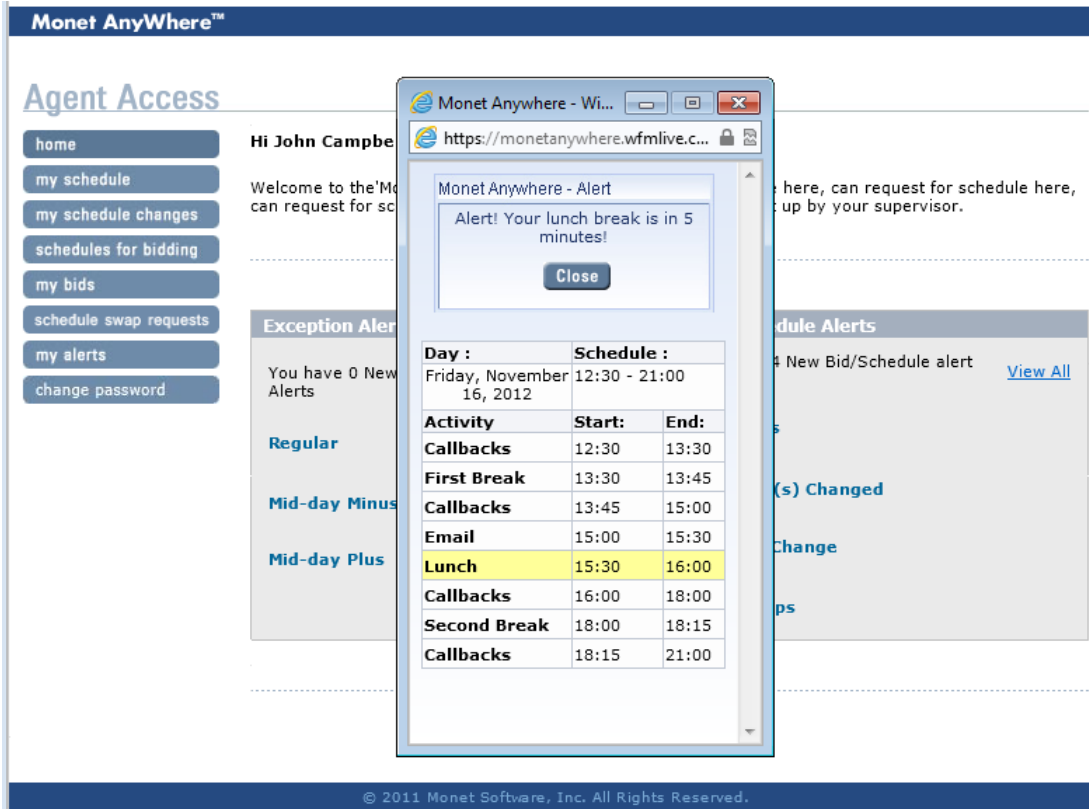 Monet AnyWhere™
Agent Access
home
my schedule
my schedule changes
schedules for bidding
my bids
schedule swap requests
my alerts
change password
Hi John Campbe
Welcome to the'Mo
can request for sc
here, can request for schedule here,
up by your supervisor.
Exception Aler
You have 0 New
Alerts
Regular
Mid-day Minus
Mid-day Plus
dule Alerts
4 New Bid/Schedule alert
View All
s
(s) Changed
Change
ps
Monet Anywhere - Wi...
https://monetanywhere.wfmlive.c...
Monet Anywhere - Alert
Alert! Your lunch break is in 5
minutes!
Close
Day : Schedule :
Friday, November 12:30 - 21:00
16, 2012
Activity Start: End:
Callbacks 12:30 13:30
First Break 13:30 13:45
Callbacks 13:45 15:00
Email 15:00 15:30
Lunch 15:30 16:00
Callbacks 16:00 18:00
Second Break 18:00 18:15
Callbacks 18:15 21:00
© 2011 Monet Software, Inc. All Rights Reserved.